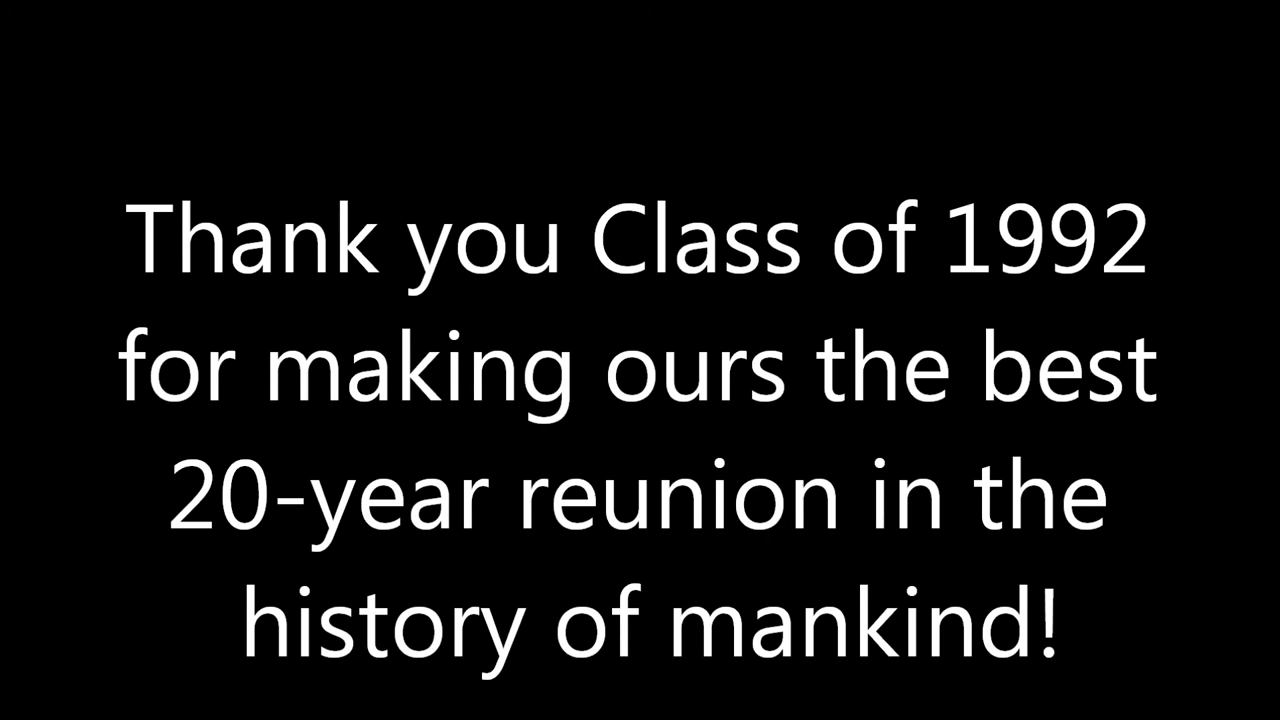 Thank you Class of 1992
for making ours the best
20-year reunion in the
history of mankind!